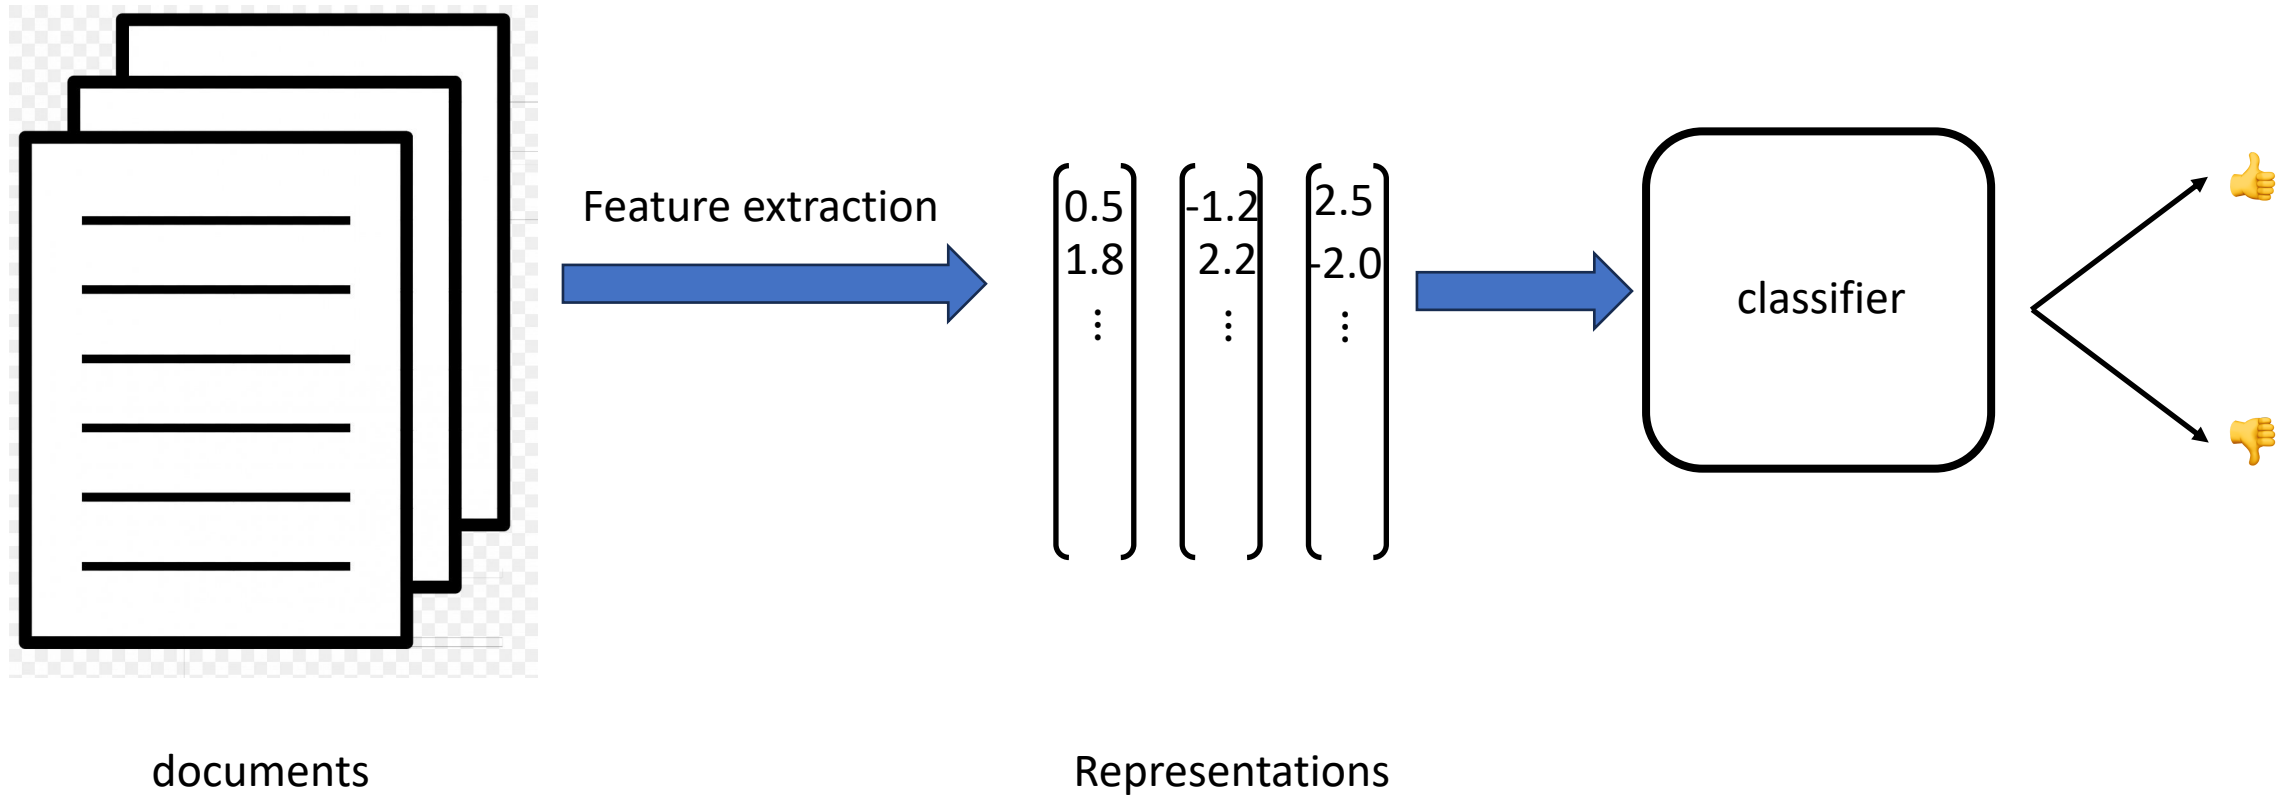 Feature extraction
0.5 -1.2 2.5
1.8 2.2 -2.0
⋮ ⋮ ⋮
classifier
documents
Representations